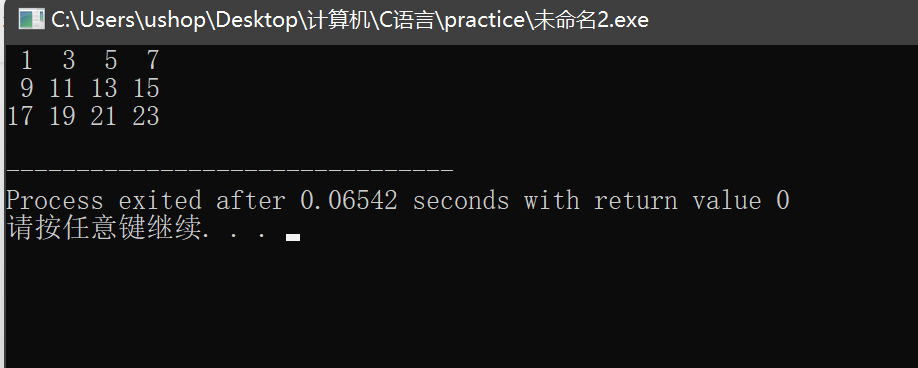 C:\Users\ushop\Desktop\计算机\C语言\practice\未命名2.exe
 1  3  5  7
 9 11 13 15
17 19 21 23
--------------------------------
Process exited after 0.06542 seconds with return value 0
请按任意键继续. . .